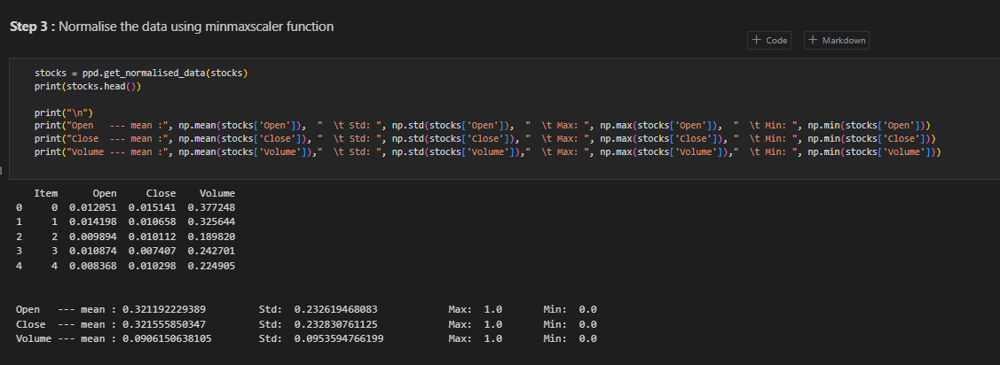 Step 3 : Normalise the data using minmaxscaler function
+ Code + Markdown
stocks = ppd.get_normalised_data(stocks)
print(stocks.head())
print("\n")
print("Open   --- mean :", np.mean(stocks['Open']),  "  \t Std: ", np.std(stocks['Open']),  "  \t Max: ", np.max(stocks['Open']),  "  \t Min: ", np.min(stocks['Open']))
print("Close  --- mean :", np.mean(stocks['Close']), "  \t Std: ", np.std(stocks['Close']), "  \t Max: ", np.max(stocks['Close']), "  \t Min: ", np.min(stocks['Close']))
print("Volume --- mean :", np.mean(stocks['Volume']),"  \t Std: ", np.std(stocks['Volume']),"  \t Max: ", np.max(stocks['Volume']),"  \t Min: ", np.min(stocks['Volume']))
Item Open Close Volume
0 0 0.012051 0.015141 0.377248
1 1 0.014198 0.010658 0.325644
2 2 0.009894 0.010112 0.189820
3 3 0.010874 0.007407 0.242701
4 4 0.008368 0.010298 0.224905
Open --- mean : 0.321192229389 Std: 0.232619468083 Max: 1.0 Min: 0.0
Close --- mean : 0.321555850347 Std: 0.232830761125 Max: 1.0 Min: 0.0
Volume --- mean : 0.0906150638105 Std: 0.0953594766199 Max: 1.0 Min: 0.0